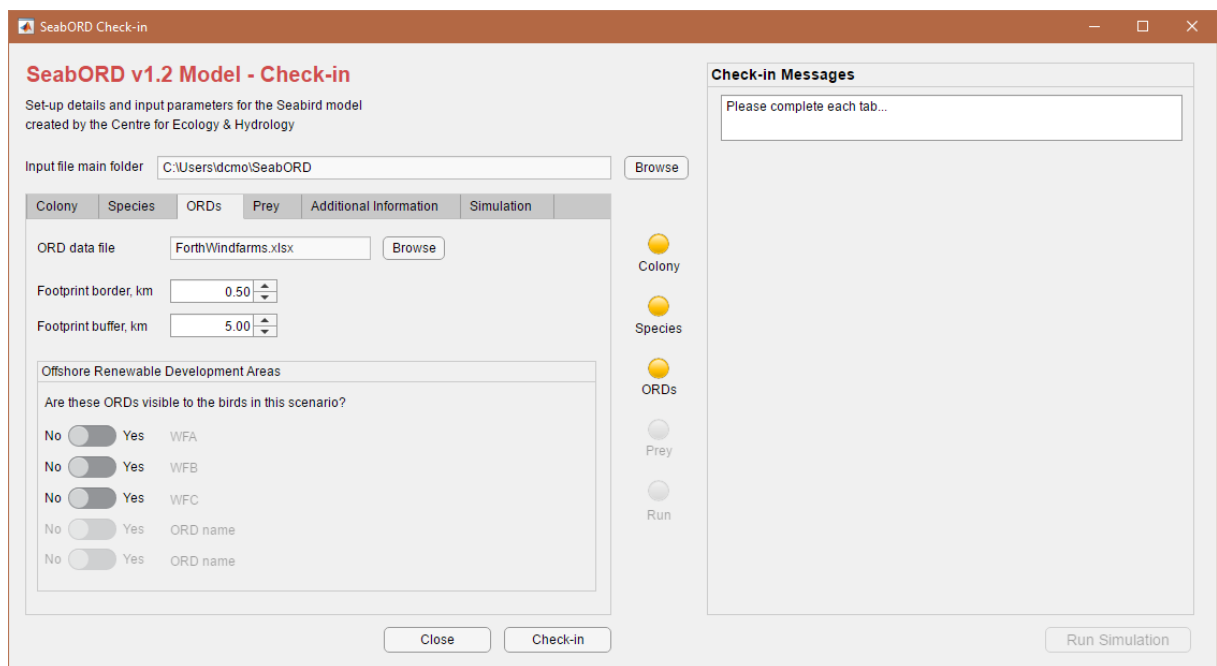 SeabORD Check-in
SeabORD v1.2 Model - Check-in
Set-up details and input parameters for the Seabird model
created by the Centre for Ecology & Hydrology
Input file main folder C:\Users\dcmo\SeabORD Browse
Colony Species ORDs Prey Additional Information Simulation
ORD data file ForthWindfarms.xlsx Browse
Footprint border, km 0.50
Footprint buffer, km 5.00
Offshore Renewable Development Areas
Are these ORDs visible to the birds in this scenario?
No Yes WFA
No Yes WFB
No Yes WFC
No Yes ORD name
No Yes ORD name
Close Check-in
Colony
Species
ORDs
Prey
Run
Check-in Messages
Please complete each tab...
Run Simulation